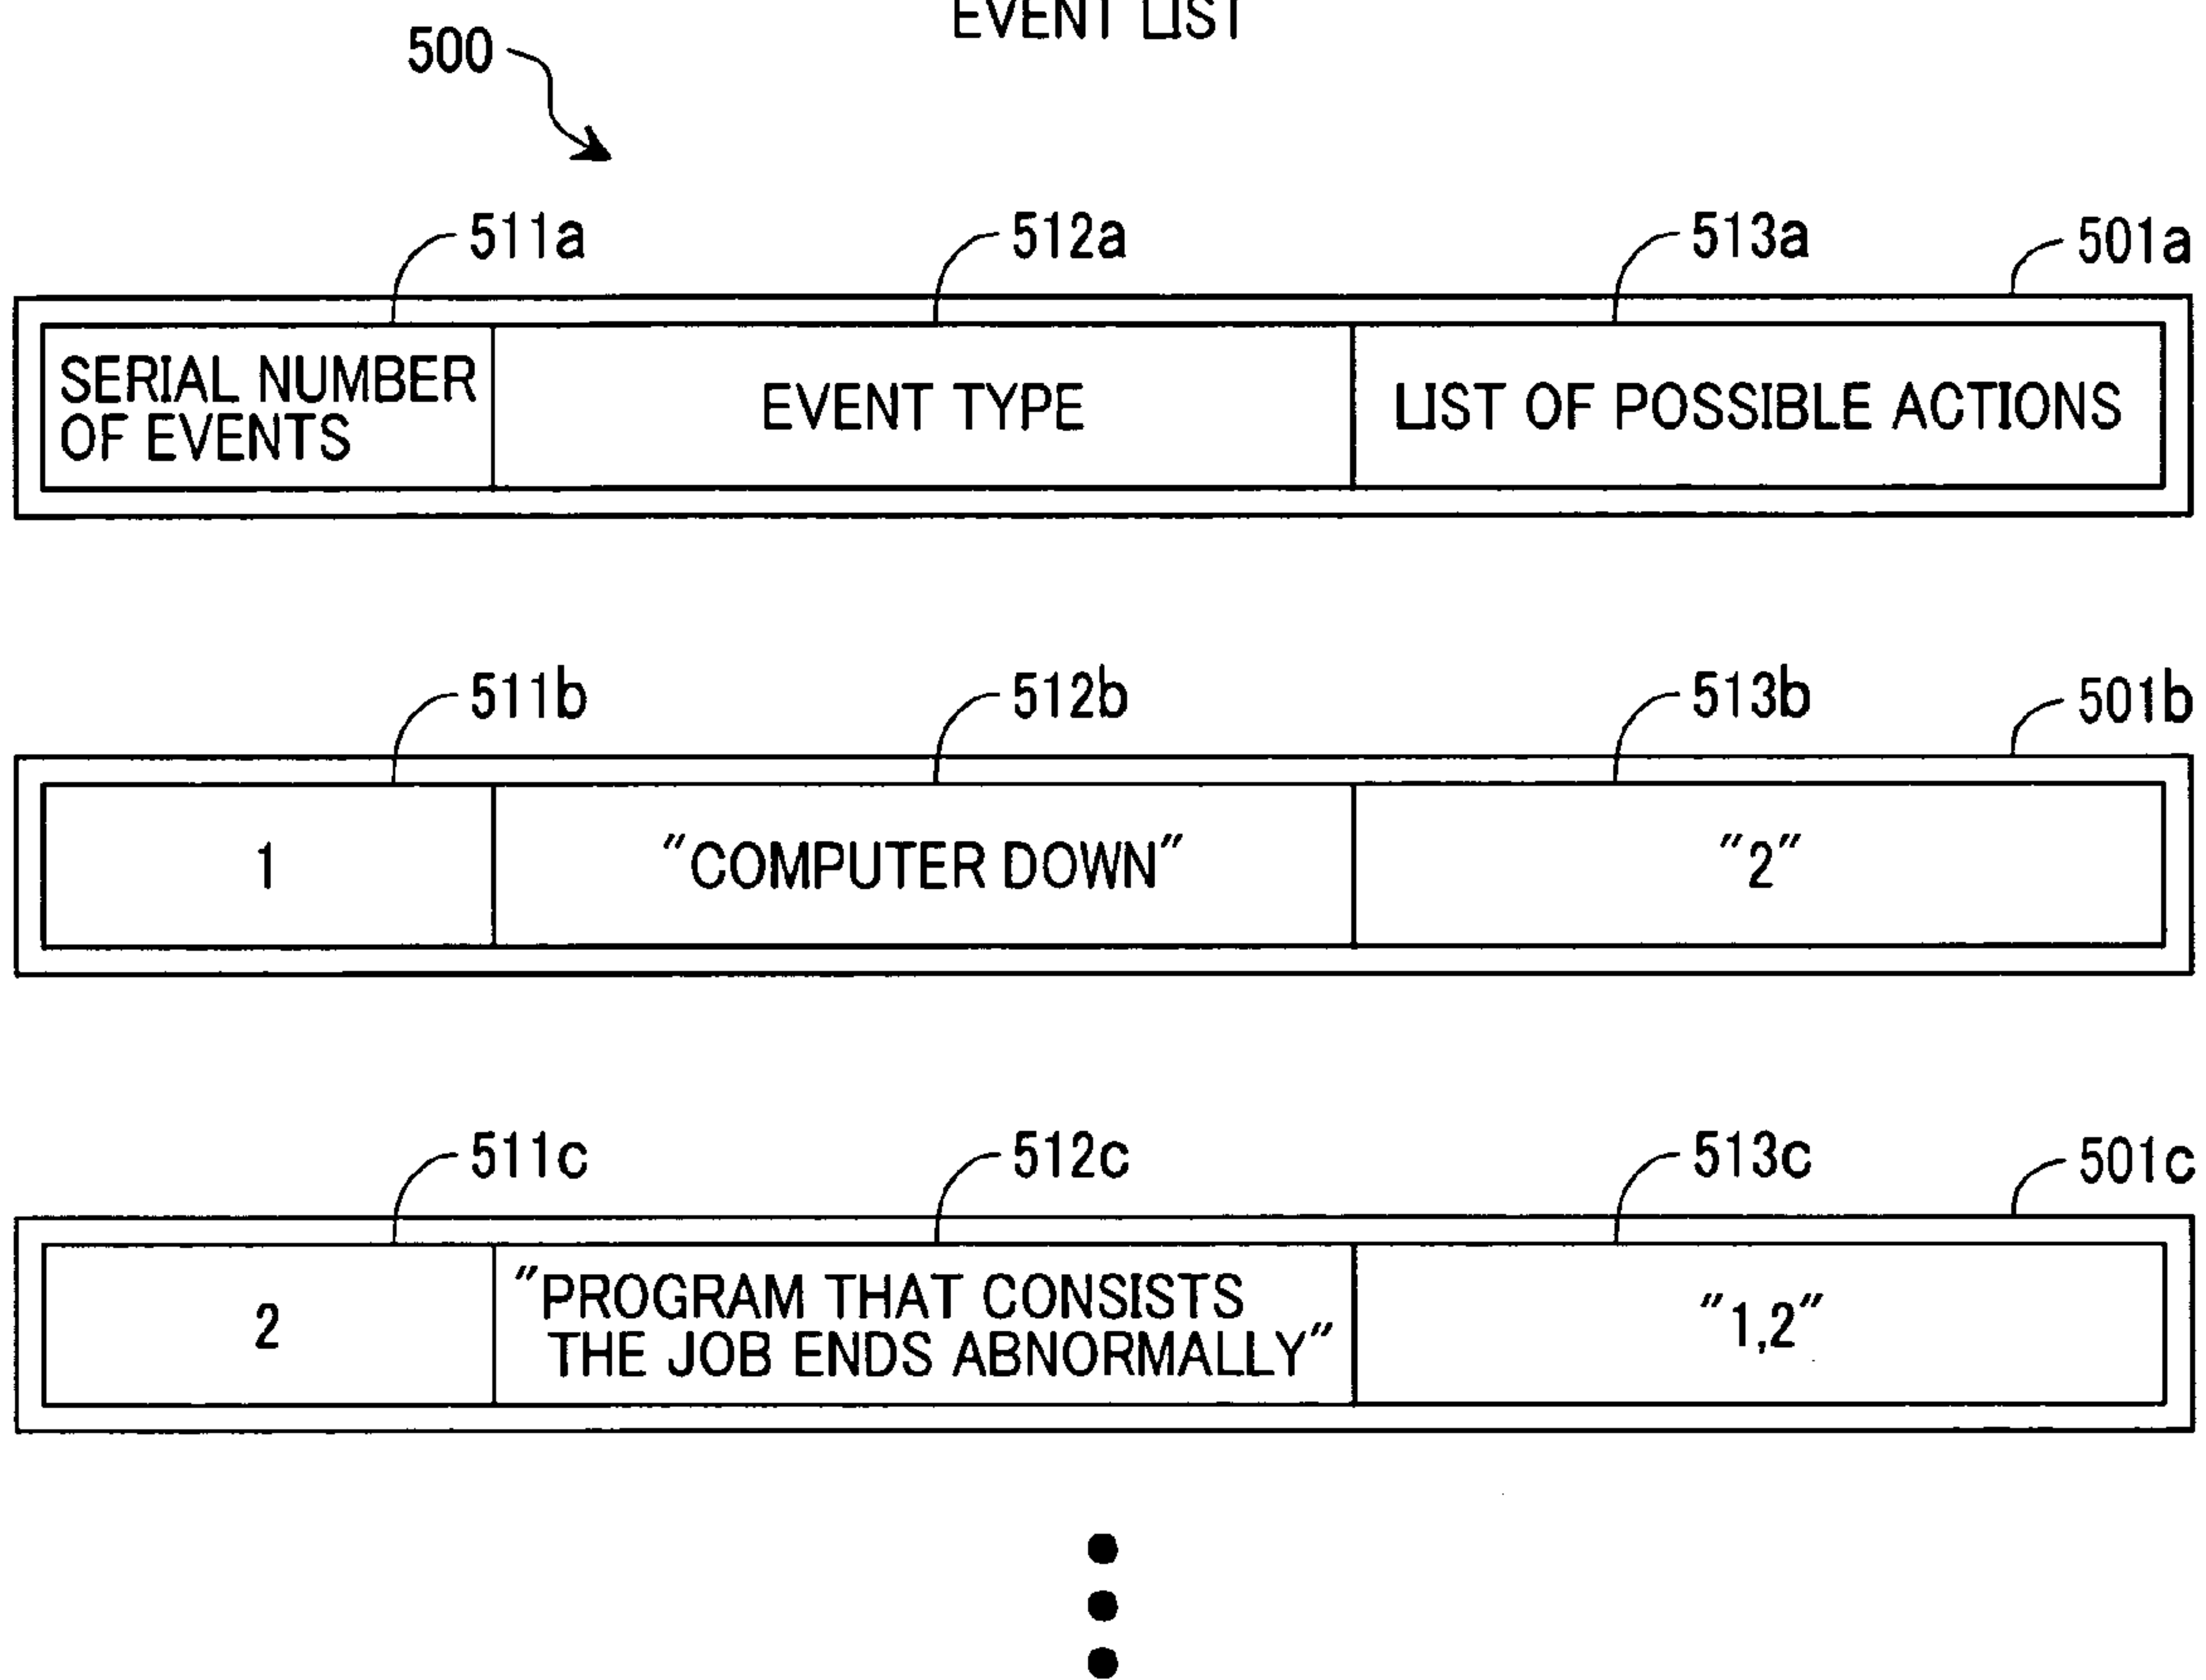 EVENT LIST
500
511a 512a 513a 501a
SERIAL NUMBER
OF EVENTS
EVENT TYPE
LIST OF POSSIBLE ACTIONS
511b 512b 513b 501b
1
"COMPUTER DOWN"
"2"
511c 512c 513c 501c
2
"PROGRAM THAT CONSISTS
THE JOB ENDS ABNORMALLY"
"1,2"